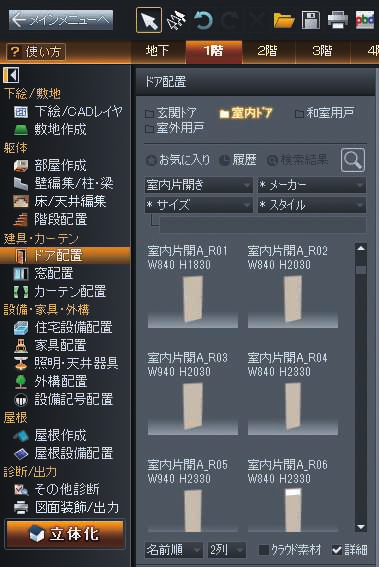 メインメニューへ
? 使い方
地下 1階 2階 3階
下絵/敷地
下絵/CADレイヤ
敷地作成
躯体
部屋作成
壁編集/柱･梁
床/天井編集
階段配置
建具･カーテン
ドア配置
窓配置
カーテン配置
設備･家具･外構
住宅設備配置
家具配置
照明･天井器具
外構配置
設備記号配置
屋根
屋根作成
屋根設備配置
診断/出力
その他診断
図面装飾/出力
立体化
ドア配置
玄関ドア 室内ドア 和室用戸
室外用戸
お気に入り 履歴 検索結果
室内片開き * メーカー
* サイズ * スタイル
室内片開A_R01 室内片開A_R02
W840 H1830 W840 H2030
室内片開A_R03 室内片開A_R04
W940 H2030 W840 H2330
室内片開A_R05 室内片開A_R06
W940 H2330 W840 H2030
名前順 2列 クラウド素材 詳細